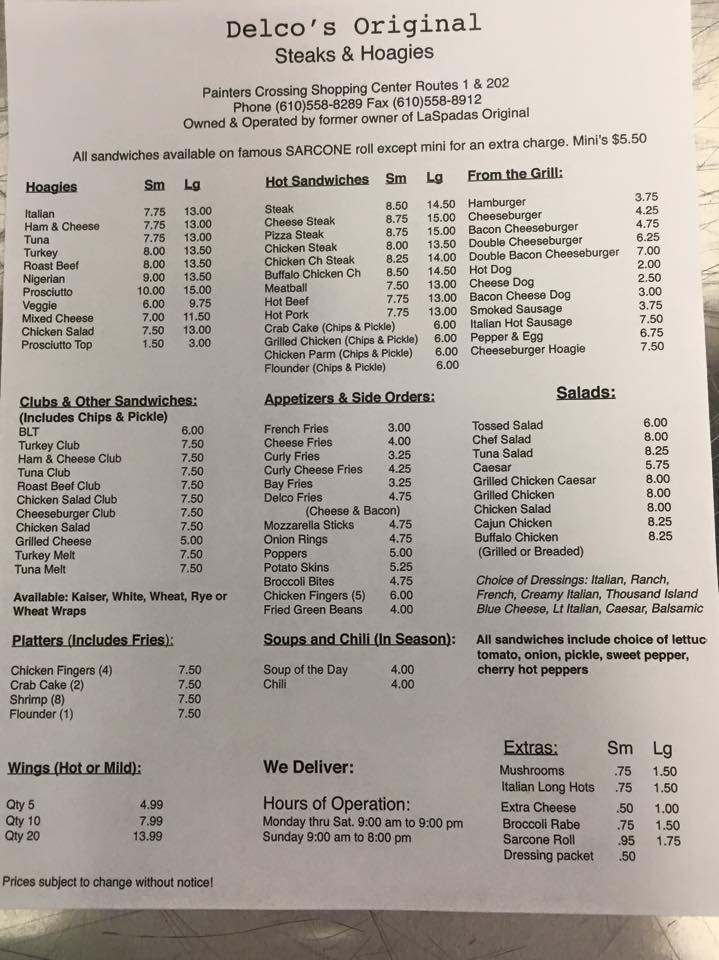 Delco's Original
Steaks & Hoagies
Painters Crossing Shopping Center Routes 1 & 202
Phone (610)558-8289 Fax (610)558-8912
Owned & Operated by former owner of LaSpadas Original
All sandwiches available on famous SARCONE roll except mini for an extra charge. Mini's $5.50
Hoagies Sm Lg
Italian 7.75 13.00
Ham & Cheese 7.75 13.00
Tuna 7.75 13.00
Turkey 8.00 13.50
Roast Beef 8.00 13.50
Nigerian 9.00 13.50
Prosciutto 10.00 15.00
Veggie 6.00 9.75
Mixed Cheese 7.00 11.50
Chicken Salad 7.50 13.00
Prosciutto Top 1.50 3.00
Hot Sandwiches Sm Lg
Steak 8.50 14.50
Cheese Steak 8.75 15.00
Pizza Steak 8.75 15.00
Chicken Steak 8.00 13.50
Chicken Ch Steak 8.25 14.00
Buffalo Chicken Ch 8.50 14.50
Meatball 7.50 13.00
Hot Beef 7.75 13.00
Hot Pork 7.75 13.00
Crab Cake (Chips & Pickle) 6.00
Grilled Chicken (Chips & Pickle) 6.00
Chicken Parm (Chips & Pickle) 6.00
Flounder (Chips & Pickle) 6.00
From the Grill:
Hamburger 3.75
Cheeseburger 4.25
Bacon Cheeseburger 4.75
Double Cheeseburger 6.25
Double Bacon Cheeseburger 7.00
Hot Dog 2.00
Cheese Dog 2.50
Bacon Cheese Dog 3.00
Smoked Sausage 3.75
Italian Hot Sausage 7.50
Pepper & Egg 6.75
Cheeseburger Hoagie 7.50
Clubs & Other Sandwiches:
(Includes Chips & Pickle)
BLT 6.00
Turkey Club 7.50
Ham & Cheese Club 7.50
Tuna Club 7.50
Roast Beef Club 7.50
Chicken Salad Club 7.50
Cheeseburger Club 7.50
Chicken Salad 7.50
Grilled Cheese 5.00
Turkey Melt 7.50
Tuna Melt 7.50
Available: Kaiser, White, Wheat, Rye or
Wheat Wraps
Appetizers & Side Orders:
French Fries 3.00
Cheese Fries 4.00
Curly Fries 3.25
Curly Cheese Fries 4.25
Bay Fries 3.25
Delco Fries 4.75
(Cheese & Bacon)
Mozzarella Sticks 4.75
Onion Rings 4.75
Poppers 5.00
Potato Skins 5.25
Broccoli Bites 4.75
Chicken Fingers (5) 6.00
Fried Green Beans 4.00
Salads:
Tossed Salad 6.00
Chef Salad 8.00
Tuna Salad 8.25
Caesar 5.75
Grilled Chicken Caesar 8.00
Grilled Chicken 8.00
Chicken Salad 8.00
Cajun Chicken 8.25
Buffalo Chicken 8.25
(Grilled or Breaded)
Choice of Dressings: Italian, Ranch,
French, Creamy Italian, Thousand Island
Blue Cheese, Lt Italian, Caesar, Balsamic
Platters (Includes Fries):
Chicken Fingers (4) 7.50
Crab Cake (2) 7.50
Shrimp (8) 7.50
Flounder (1) 7.50
Soups and Chili (In Season):
Soup of the Day 4.00
Chili 4.00
All sandwiches include choice of lettuc
tomato, onion, pickle, sweet pepper,
cherry hot peppers
Wings (Hot or Mild):
Qty 5 4.99
Qty 10 7.99
Qty 20 13.99
We Deliver:
Hours of Operation:
Monday thru Sat. 9:00 am to 9:00 pm
Sunday 9:00 am to 8:00 pm
Extras: Sm Lg
Mushrooms .75 1.50
Italian Long Hots .75 1.50
Extra Cheese .50 1.00
Broccoli Rabe .75 1.50
Sarcone Roll .95 1.75
Dressing packet .50
Prices subject to change without notice!